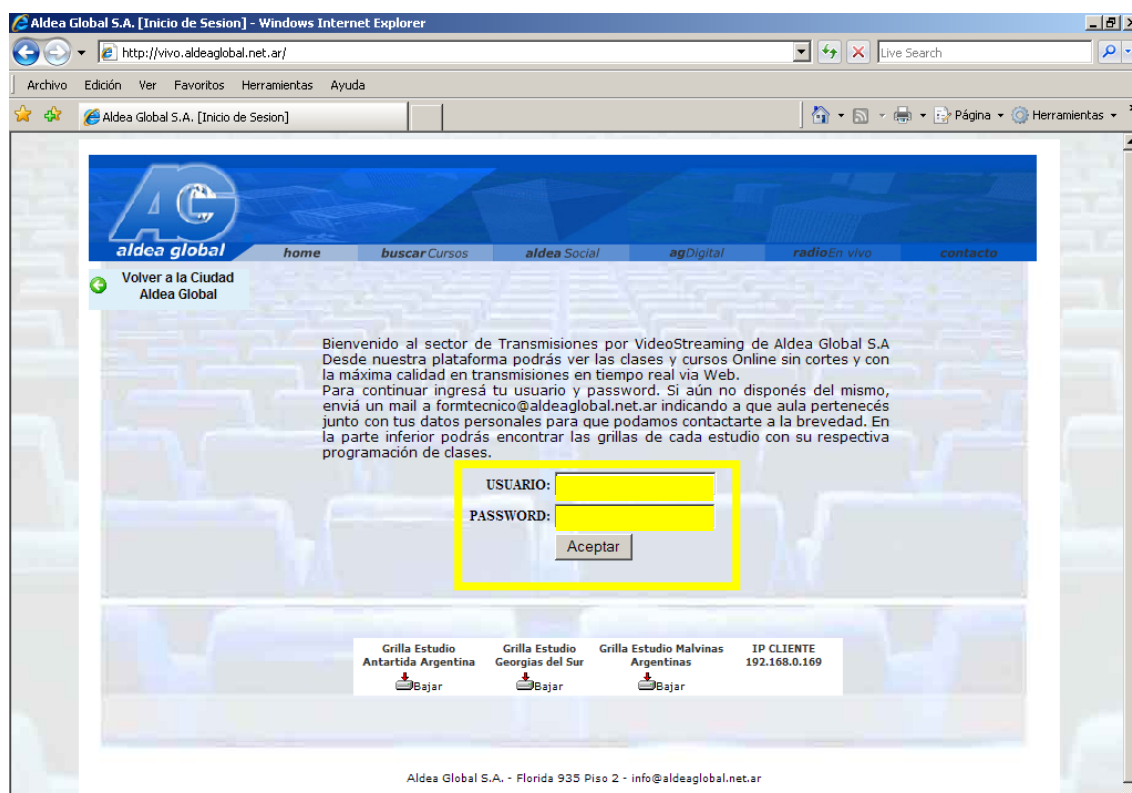 Aldea Global S.A. [Inicio de Sesion] - Windows Internet Explorer
http://vivo.aldeaglobal.net.ar/
Live Search
Archivo Edición Ver Favoritos Herramientas Ayuda
Aldea Global S.A. [Inicio de Sesion]
Página Herramientas
AG
aldea global
home buscarCursos aldeaSocial agDigital radioEn vivo contacto
Volver a la Ciudad
Aldea Global
Bienvenido al sector de Transmisiones por VideoStreaming de Aldea Global S.A
Desde nuestra plataforma podrás ver las clases y cursos Online sin cortes y con
la máxima calidad en transmisiones en tiempo real via Web.
Para continuar ingresá tu usuario y password. Si aún no disponés del mismo,
enviá un mail a formtecnico@aldeaglobal.net.ar indicando a que aula pertenecés
junto con tus datos personales para que podamos contactarte a la brevedad. En
la parte inferior podrás encontrar las grillas de cada estudio con su respectiva
programación de clases.
USUARIO:
PASSWORD:
Aceptar
Grilla Estudio Grilla Estudio Grilla Estudio Malvinas IP CLIENTE
Antartida Argentina Georgias del Sur Argentinas 192.168.0.169
Bajar Bajar Bajar
Aldea Global S.A. - Florida 935 Piso 2 - info@aldeaglobal.net.ar